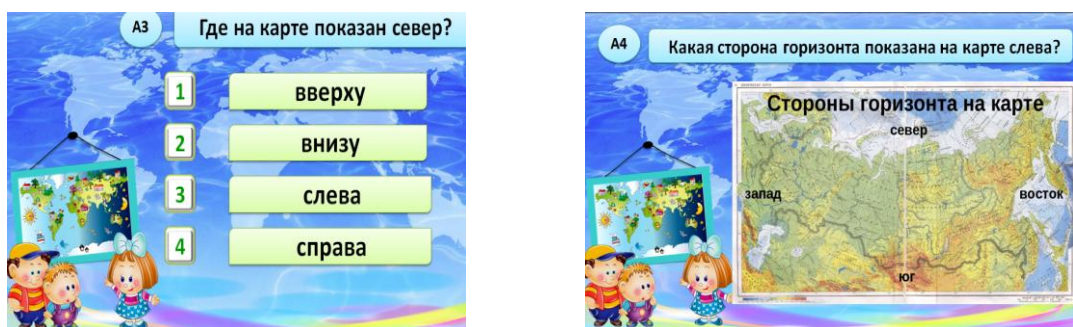 А3
Где на карте показан север?
1
вверху
2
внизу
3
слева
4
справа
А4
Какая сторона горизонта показана на карте слева?
Стороны горизонта на карте
север
запад
восток
юг